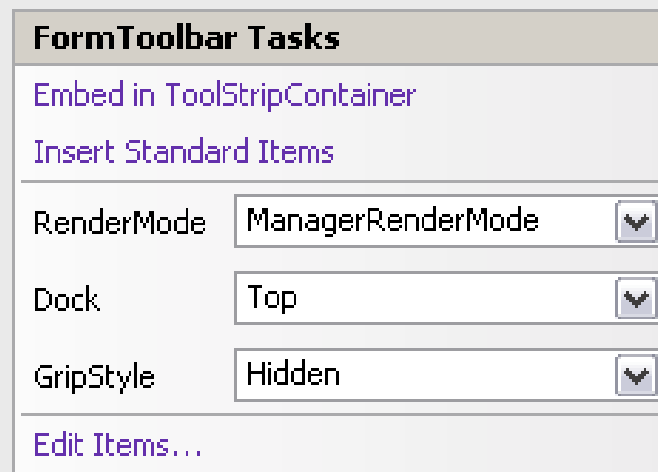 FormToolbar Tasks
Embed in ToolStripContainer
Insert Standard Items
RenderMode ManagerRenderMode
Dock Top
GripStyle Hidden
Edit Items...